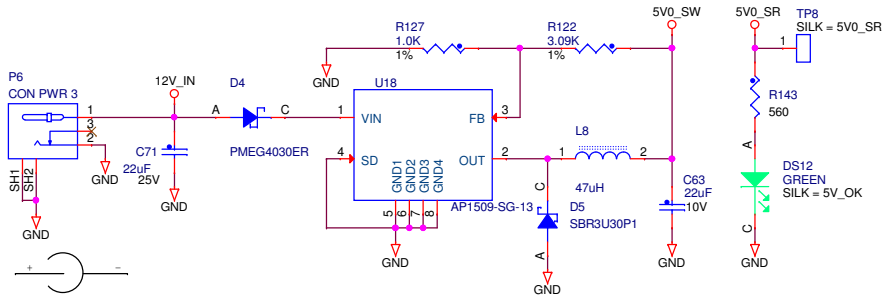 5V0_SW
5V0_SR
TP8
SILK = 5V0_SR
1
R127
1.0K
1%
R122
3.09K
1%
GND
P6
CON PWR 3
12V_IN
D4
U18
R143
560
1
3
2
A
C
1
VIN
FB
3
L8
C71
22uF
25V
PMEG4030ER
4
SD
OUT
2
1
2
GND1
GND2
GND3
GND4
SH1
SH2
GND
GND
GND
5
6
7
8
AP1509-SG-13
47uH
C
D5
SBR3U30P1
A
C63
22uF
10V
A
DS12
GREEN
SILK = 5V_OK
C
GND
GND
GND
GND
+
−